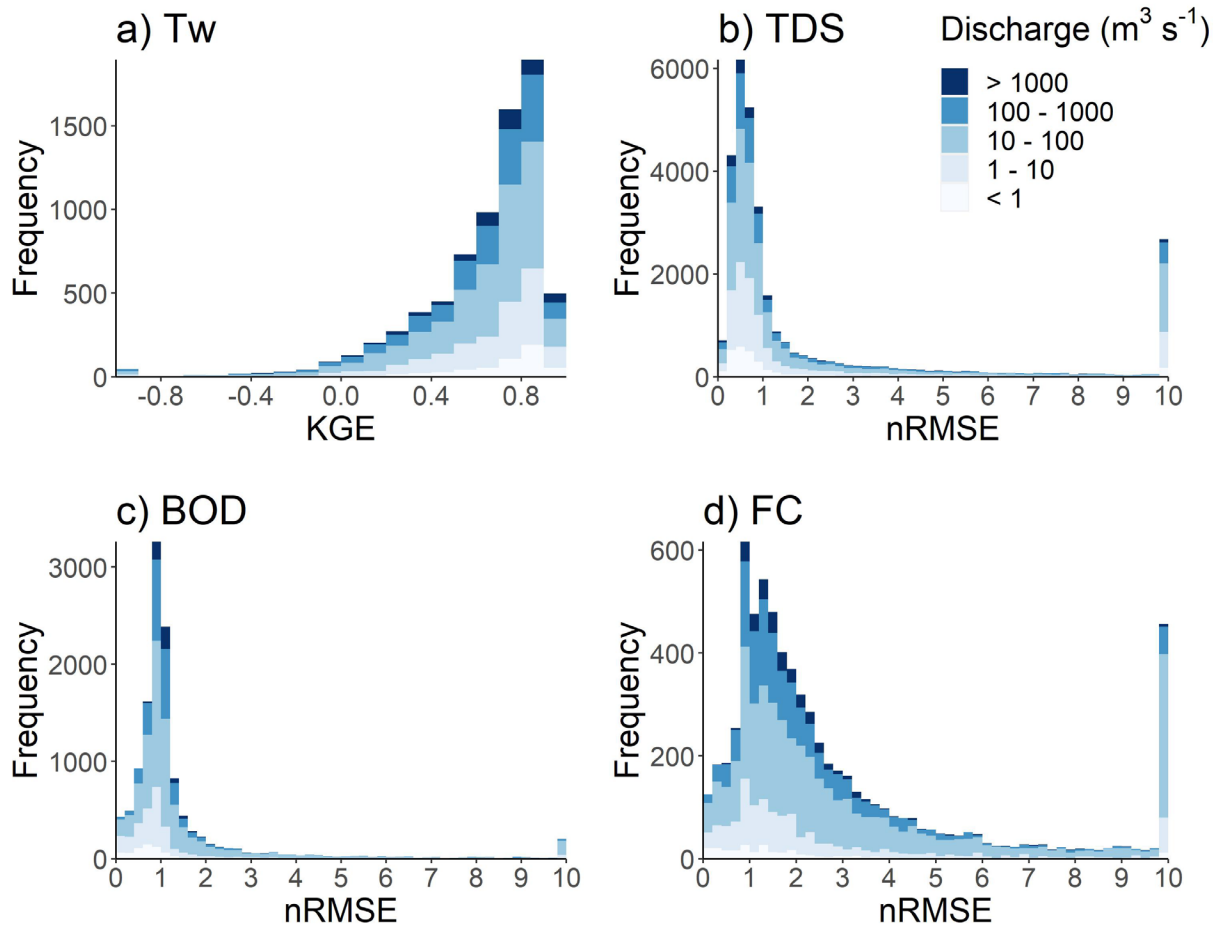 a) Tw
Frequency
1500
1000
500
0
-0.8 -0.4 0.0 0.4 0.8
KGE
b) TDS
Frequency
6000
4000
2000
0
0 1 2 3 4 5 6 7 8 9 10
nRMSE
Discharge (m³ s⁻¹)
> 1000
100 - 1000
10 - 100
1 - 10
< 1
c) BOD
Frequency
3000
2000
1000
0
0 1 2 3 4 5 6 7 8 9 10
nRMSE
d) FC
Frequency
600
400
200
0
0 1 2 3 4 5 6 7 8 9 10
nRMSE